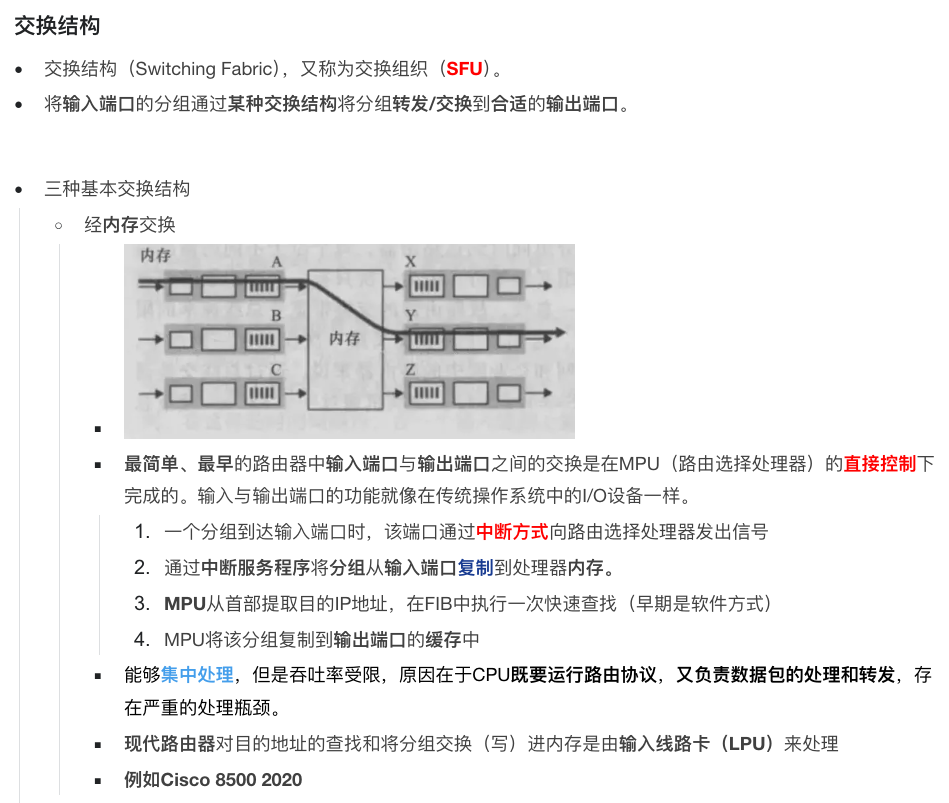 交换结构
交换结构（Switching Fabric），又称为交换组织（SFU）。
将输入端口的分组通过某种交换结构将分组转发/交换到合适的输出端口。
三种基本交换结构
经内存交换
内存
A
X
B
Y
内存
C
Z
最简单、最早的路由器中输入端口与输出端口之间的交换是在MPU（路由选择处理器）的直接控制下
完成的。输入与输出端口的功能就像在传统操作系统中的I/O设备一样。
1. 一个分组到达输入端口时，该端口通过中断方式向路由选择处理器发出信号
2. 通过中断服务程序将分组从输入端口复制到处理器内存。
3. MPU从首部提取目的IP地址，在FIB中执行一次快速查找（早期是软件方式）
4. MPU将该分组复制到输出端口的缓存中
能够集中处理，但是吞吐率受限，原因在于CPU既要运行路由协议，又负责数据包的处理和转发，存
在严重的处理瓶颈。
现代路由器对目的地址的查找和将分组交换（写）进内存是由输入线路卡（LPU）来处理
例如Cisco 8500 2020